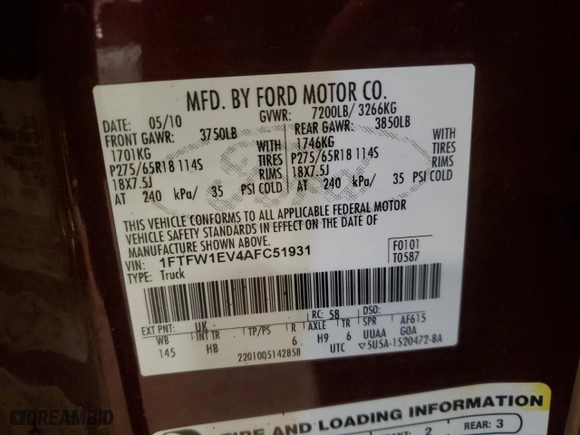 MFD. BY FORD MOTOR CO.
DATE: 05/10 GVWR: 7200LB/ 3266KG
FRONT GAWR: 3750LB REAR GAWR: 3850LB
1701KG WITH 1746KG WITH
P275/65R18 114S TIRES P275/65R18 114S TIRES
18X7.5J RIMS 18X7.5J RIMS
AT 240 kPa/ 35 PSI COLD AT 240 kPa/ 35 PSI COLD
THIS VEHICLE CONFORMS TO ALL APPLICABLE FEDERAL MOTOR
VEHICLE SAFETY STANDARDS IN EFFECT ON THE DATE OF
MANUFACTURE SHOWN ABOVE.
VIN: 1FTFW1EV4AFC51931 F0101
TYPE: Truck T0587
EXT PNT: UK RC: 58 DSO:
WB INT TR TP/PS R AXLE TR SPR AF615
145 HB 6 H9 6 UUAA G0A
2201005142858 UTC 5U5A-1520472-BA
TIRE AND LOADING INFORMATION
FRONT: 2 REAR: 3
DREAMBID